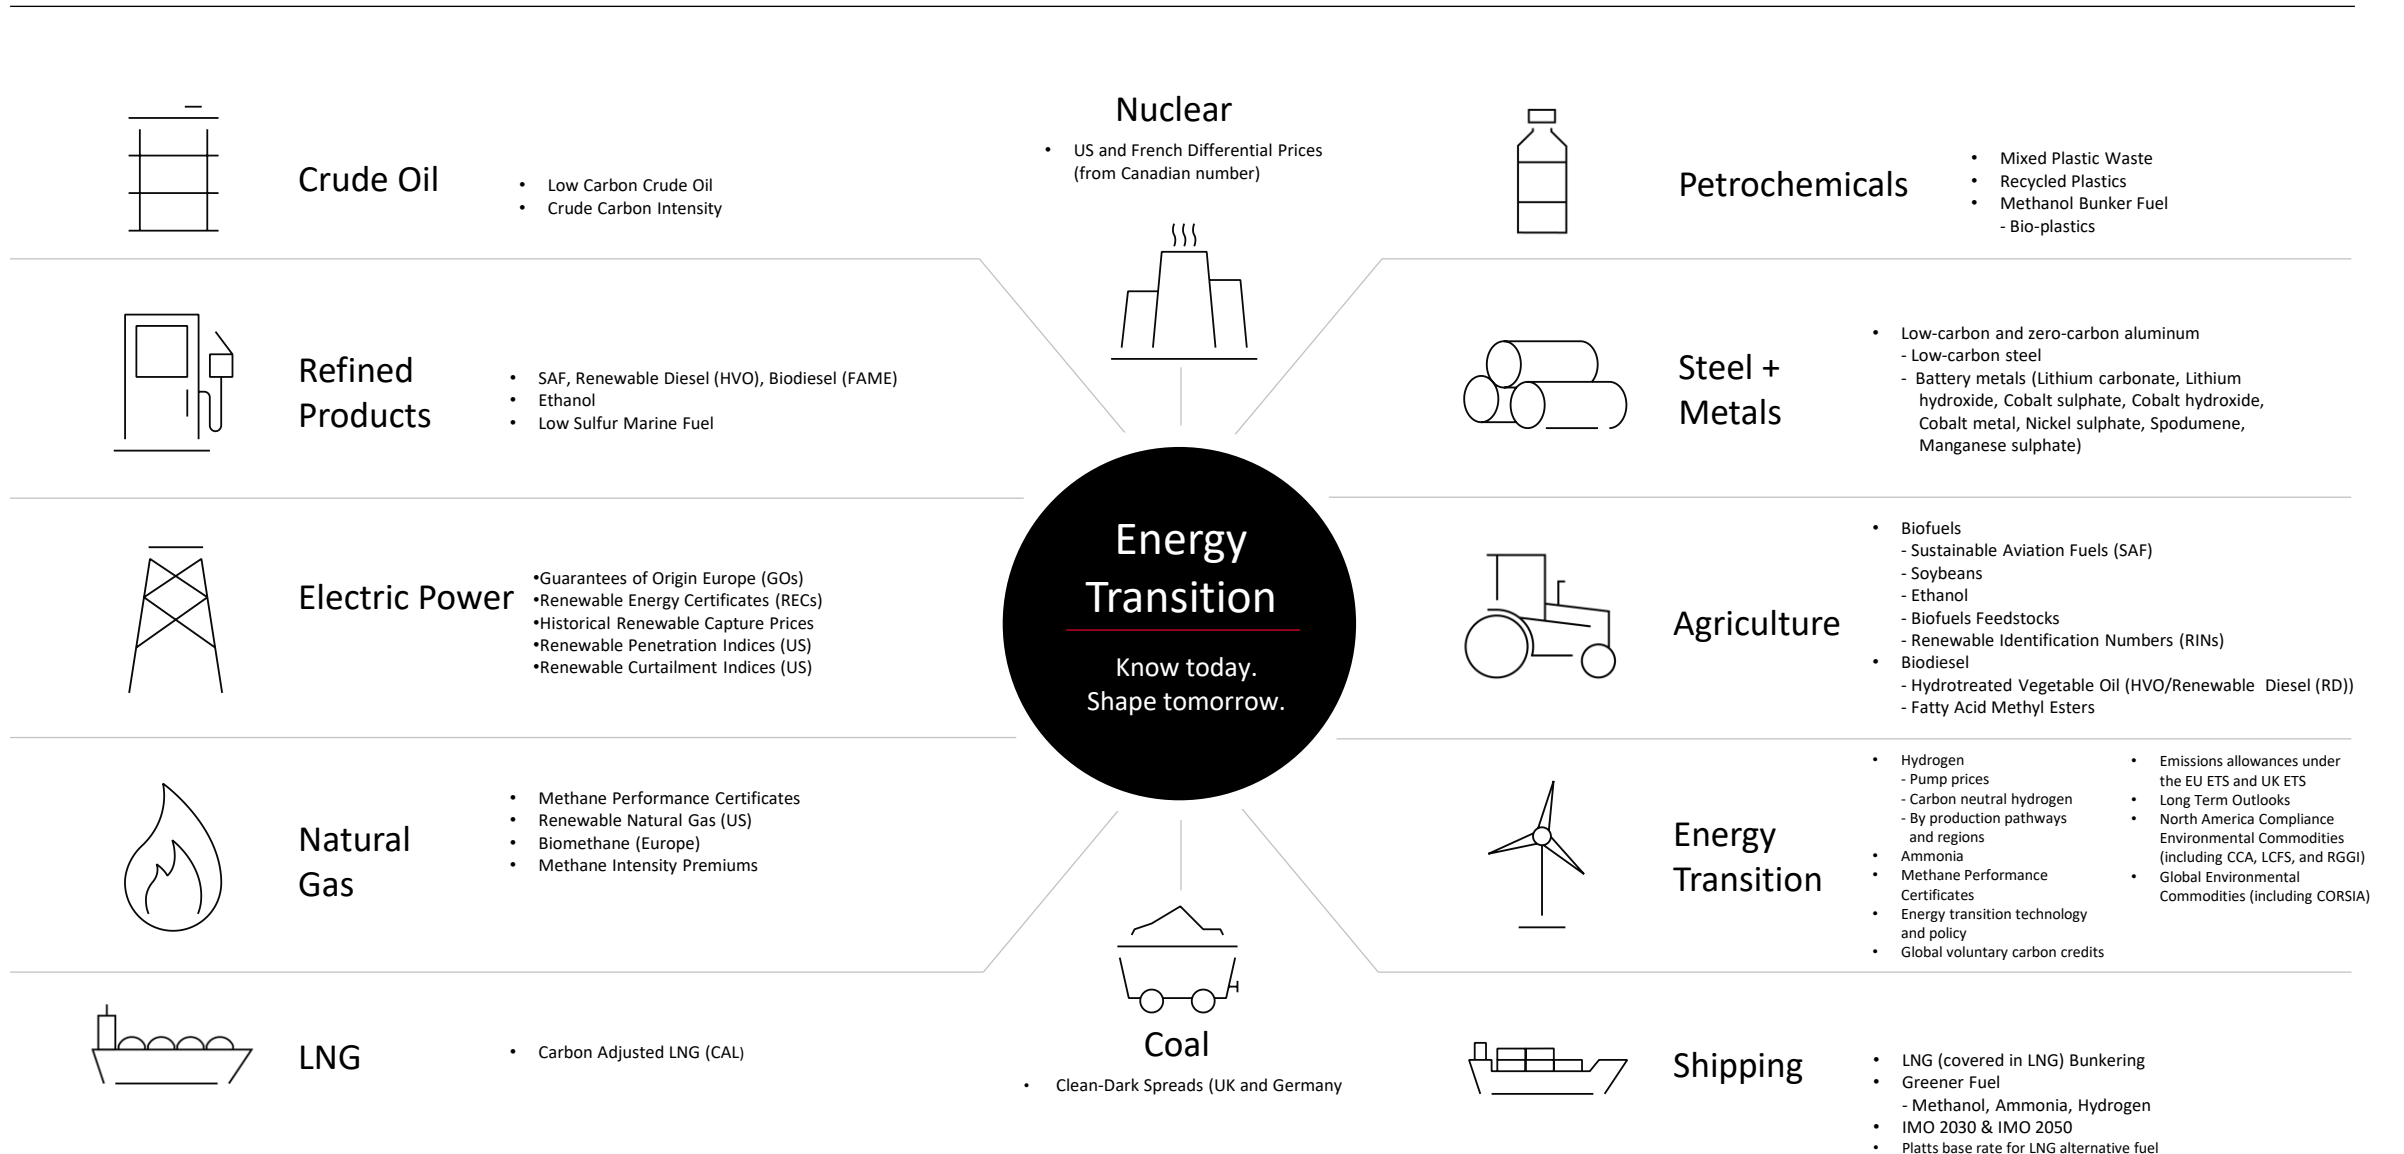 Nuclear
• US and French Differential Prices
(from Canadian number)
Crude Oil
• Low Carbon Crude Oil
• Crude Carbon Intensity
Petrochemicals
• Mixed Plastic Waste
• Recycled Plastics
• Methanol Bunker Fuel
- Bio-plastics
Refined
Products
• SAF, Renewable Diesel (HVO), Biodiesel (FAME)
• Ethanol
• Low Sulfur Marine Fuel
Steel +
Metals
• Low-carbon and zero-carbon aluminum
- Low-carbon steel
- Battery metals (Lithium carbonate, Lithium
hydroxide, Cobalt sulphate, Cobalt hydroxide,
Cobalt metal, Nickel sulphate, Spodumene,
Manganese sulphate)
Electric Power
•Guarantees of Origin Europe (GOs)
•Renewable Energy Certificates (RECs)
•Historical Renewable Capture Prices
•Renewable Penetration Indices (US)
•Renewable Curtailment Indices (US)
Energy
Transition
Know today.
Shape tomorrow.
Agriculture
• Biofuels
- Sustainable Aviation Fuels (SAF)
- Soybeans
- Ethanol
- Biofuels Feedstocks
- Renewable Identification Numbers (RINs)
• Biodiesel
- Hydrotreated Vegetable Oil (HVO/Renewable Diesel (RD))
- Fatty Acid Methyl Esters
Natural
Gas
• Methane Performance Certificates
• Renewable Natural Gas (US)
• Biomethane (Europe)
• Methane Intensity Premiums
Energy
Transition
• Hydrogen
- Pump prices
- Carbon neutral hydrogen
- By production pathways
and regions
• Ammonia
• Methane Performance
Certificates
• Energy transition technology
and policy
• Global voluntary carbon credits
• Emissions allowances under
the EU ETS and UK ETS
• Long Term Outlooks
• North America Compliance
Environmental Commodities
(including CCA, LCFS, and RGGI)
• Global Environmental
Commodities (including CORSIA)
LNG
• Carbon Adjusted LNG (CAL)
Coal
• Clean-Dark Spreads (UK and Germany
Shipping
• LNG (covered in LNG) Bunkering
• Greener Fuel
- Methanol, Ammonia, Hydrogen
• IMO 2030 & IMO 2050
• Platts base rate for LNG alternative fuel